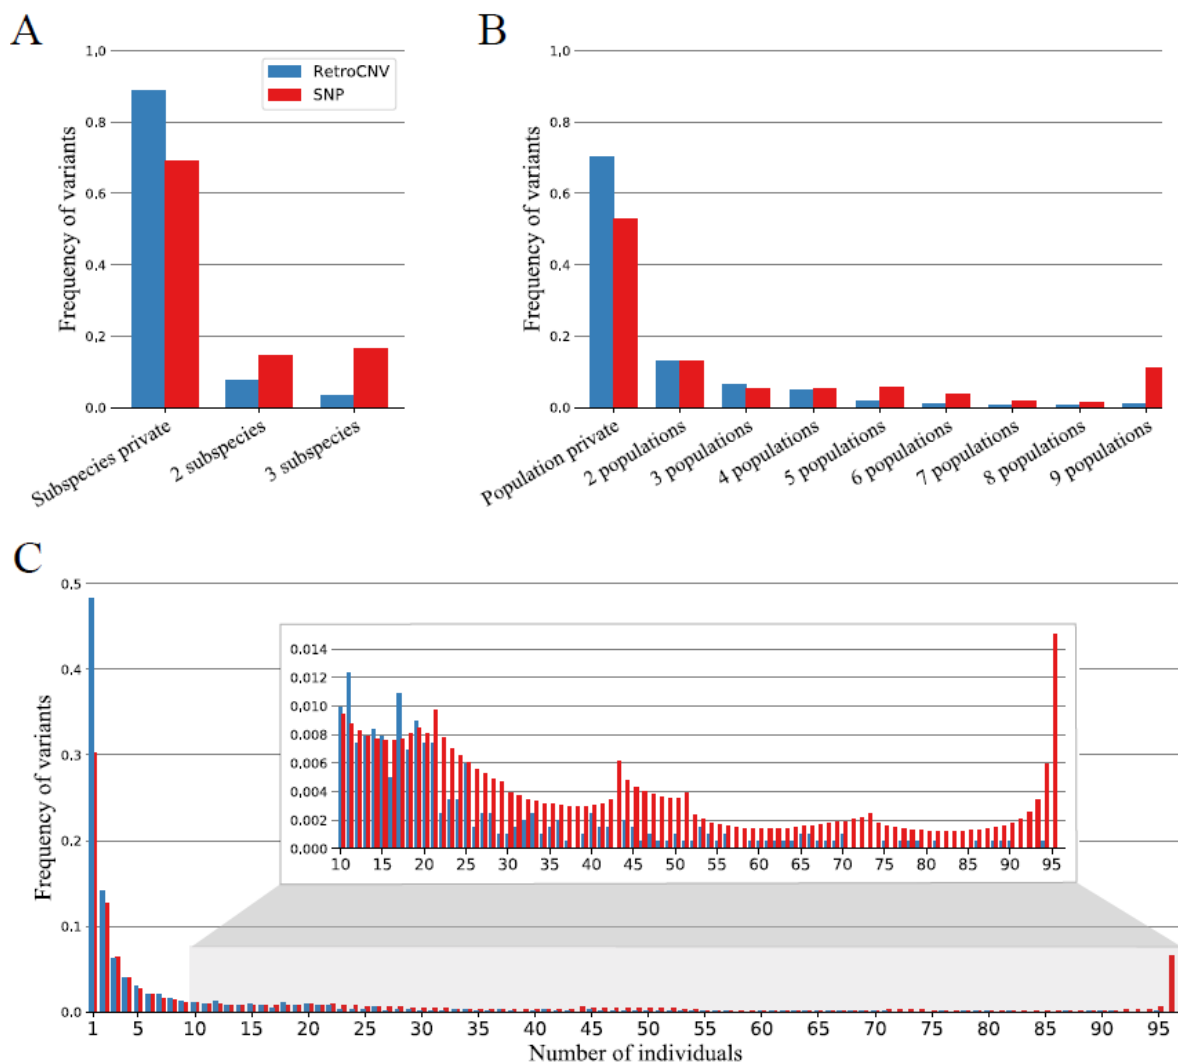 A
B
1,0
0,8
0,6
0,4
0,2
0,0
Frequency of variants
RetroCNV
SNP
Subspecies private
2 subspecies
3 subspecies
1,0
0,8
0,6
0,4
0,2
0,0
Frequency of variants
Population private
2 populations
3 populations
4 populations
5 populations
6 populations
7 populations
8 populations
9 populations
C
0,5
0,4
0,3
0,2
0,1
0,0
Frequency of variants
0,014
0,012
0,010
0,008
0,006
0,004
0,002
0,000
10 15 20 25 30 35 40 45 50 55 60 65 70 75 80 85 90 95
1 5 10 15 20 25 30 35 40 45 50 55 60 65 70 75 80 85 90 95
Number of individuals